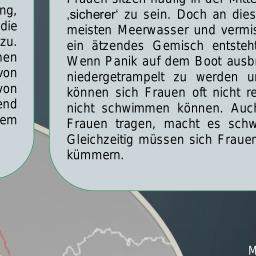 ng,
die
zu.
nen
von
von
end
em
Frauen sitzen häufig in der Mitte
‚sicherer' zu sein. Doch an dies
meisten Meerwasser und vermis
ein ätzendes Gemisch entsteht
Wenn Panik auf dem Boot ausb
niedergetrampelt zu werden u
können sich Frauen oft nicht re
nicht schwimmen können. Auch
Frauen tragen, macht es schw
Gleichzeitig müssen sich Frauen
kümmern.
M